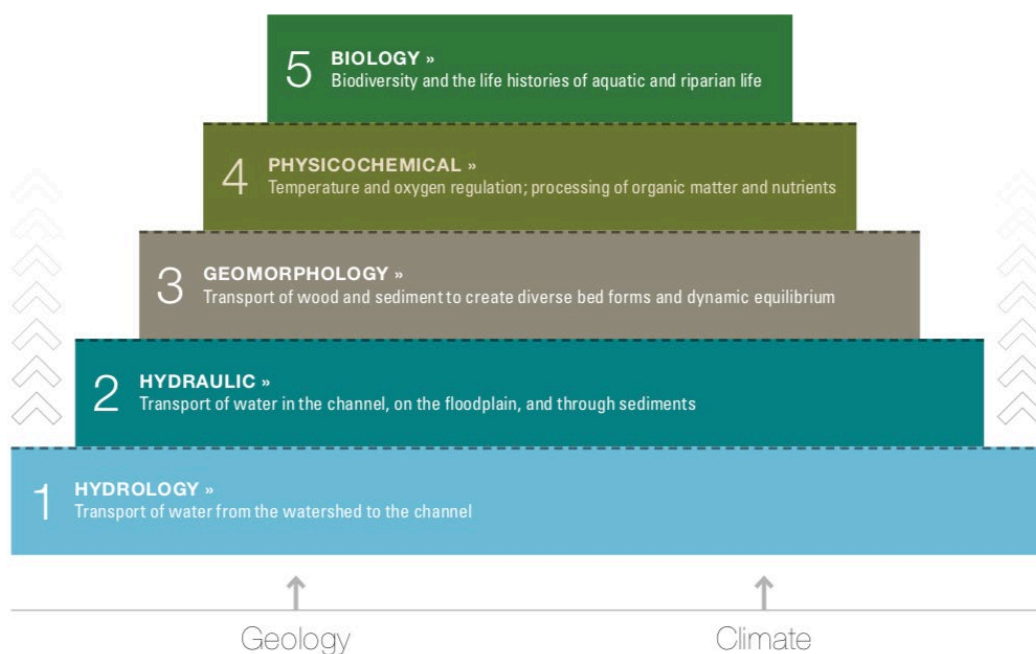 5 BIOLOGY »
Biodiversity and the life histories of aquatic and riparian life
4 PHYSICOCHEMICAL »
Temperature and oxygen regulation; processing of organic matter and nutrients
3 GEOMORPHOLOGY »
Transport of wood and sediment to create diverse bed forms and dynamic equilibrium
2 HYDRAULIC »
Transport of water in the channel, on the floodplain, and through sediments
1 HYDROLOGY »
Transport of water from the watershed to the channel
Geology Climate